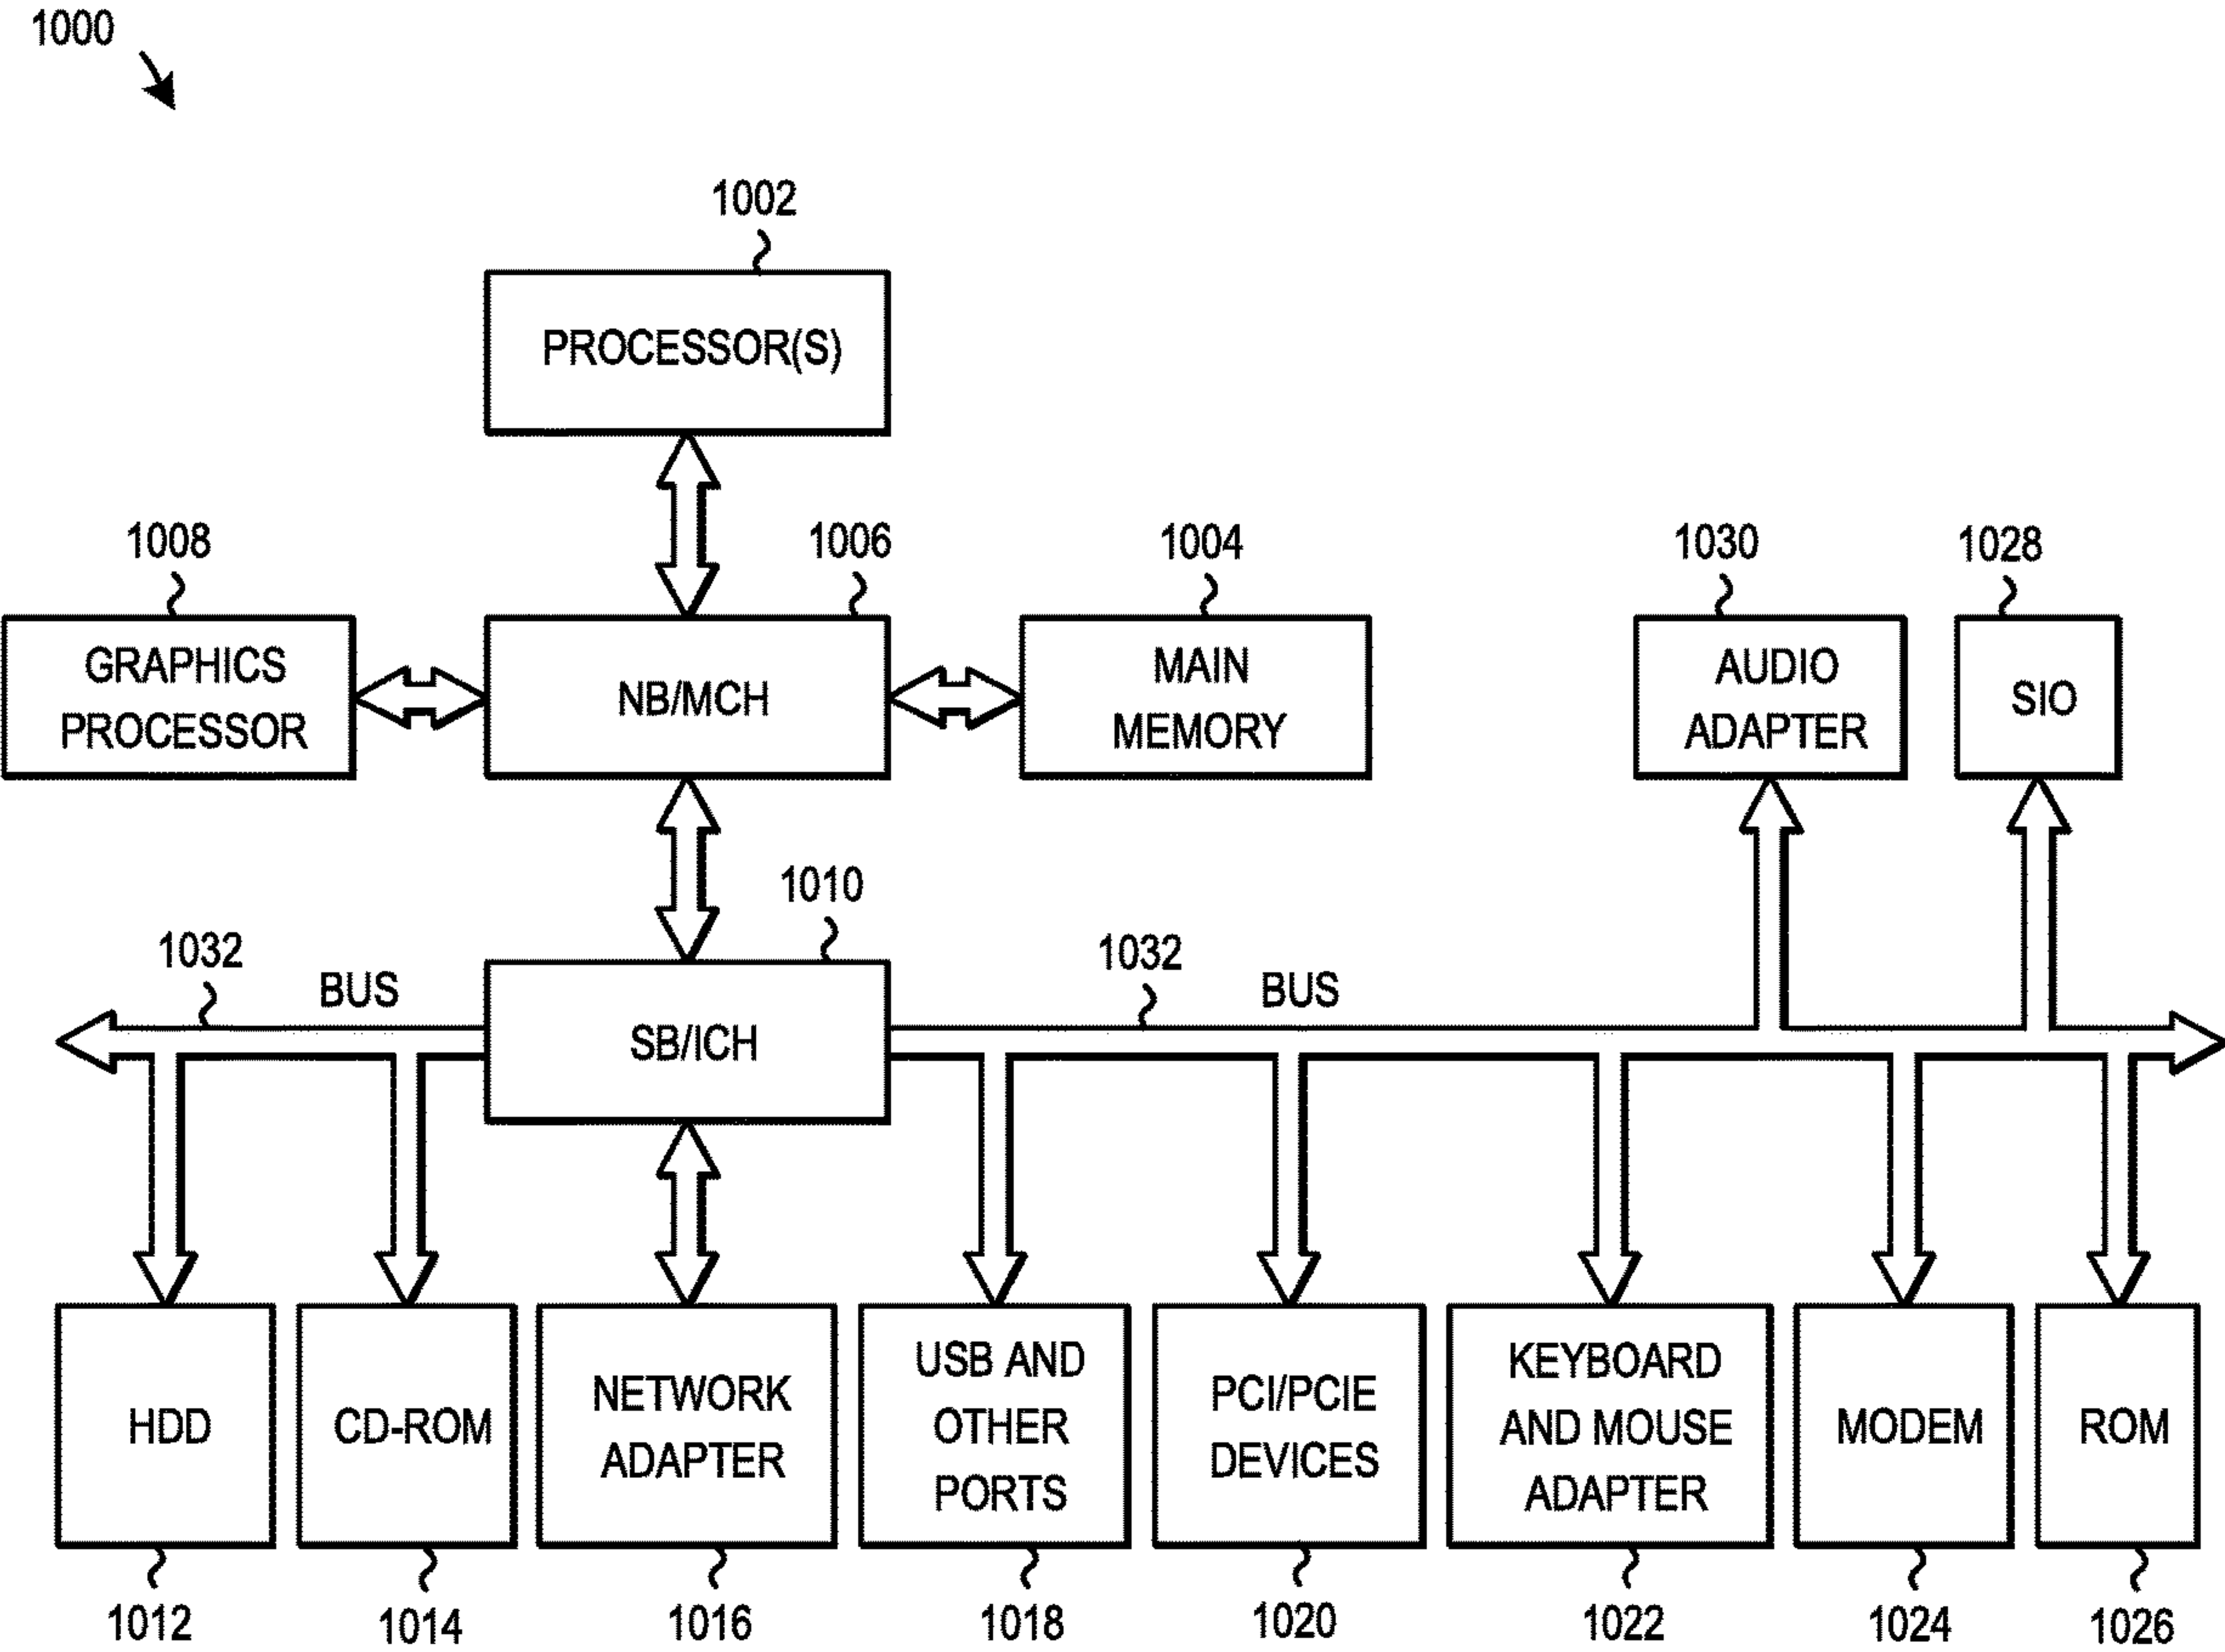 1000
1002
PROCESSOR(S)
1008
1006
1004
1030
1028
GRAPHICS
PROCESSOR
NB/MCH
MAIN
MEMORY
AUDIO
ADAPTER
SIO
1010
1032
BUS
SB/ICH
1032
BUS
HDD
CD-ROM
NETWORK
ADAPTER
USB AND
OTHER
PORTS
PCI/PCIE
DEVICES
KEYBOARD
AND MOUSE
ADAPTER
MODEM
ROM
1012
1014
1016
1018
1020
1022
1024
1026